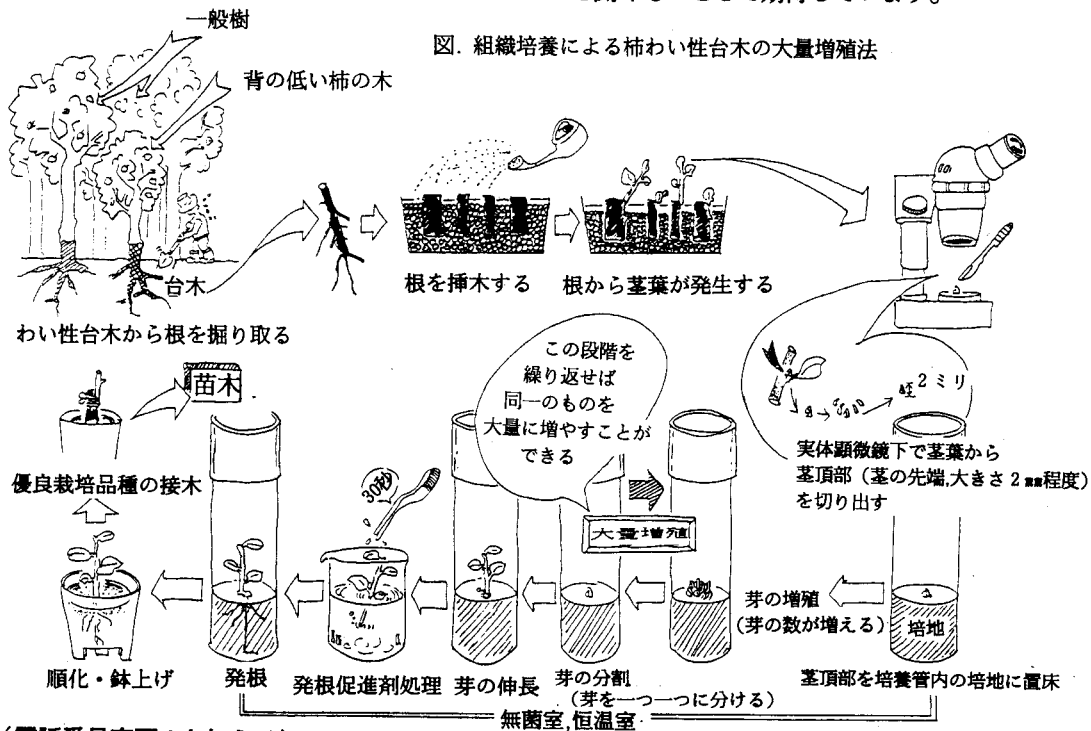 図. 組織培養による柿わい性台木の大量増殖法
一般樹
背の低い柿の木
台木
わい性台木から根を掘り取る
根を挿木する
根から茎葉が発生する
2ミリ
実体顕微鏡下で茎葉から
茎頂部(茎の先端,大きさ2mm程度)
を切り出す
培地
茎頂部を培養管内の培地に置床
芽の増殖
(芽の数が増える)
この段階を
繰り返せば
同一のものを
大量に増やすことが
できる
大量増殖
芽の分割
(芽を一つ一つに分ける)
芽の伸長
30秒
発根促進剤処理
発根
順化・鉢上げ
優良栽培品種の接木
苗木
無菌室,恒温室